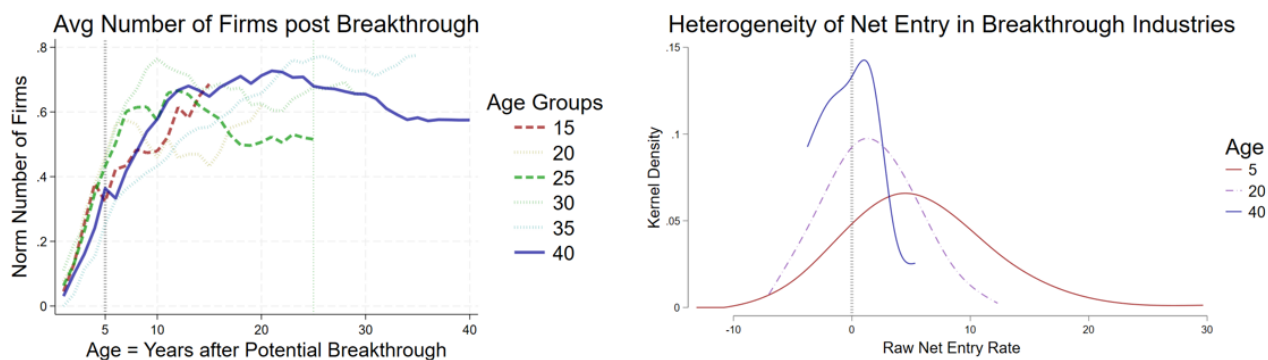 Avg Number of Firms post Breakthrough
Norm Number of Firms
.8
.6
.4
.2
0
5 10 20 30 40
Age = Years after Potential Breakthrough
Age Groups
15
20
25
30
35
40
Heterogeneity of Net Entry in Breakthrough Industries
Kernel Density
.15
.1
.05
0
-10 0 10 20 30
Raw Net Entry Rate
Age
5
20
40